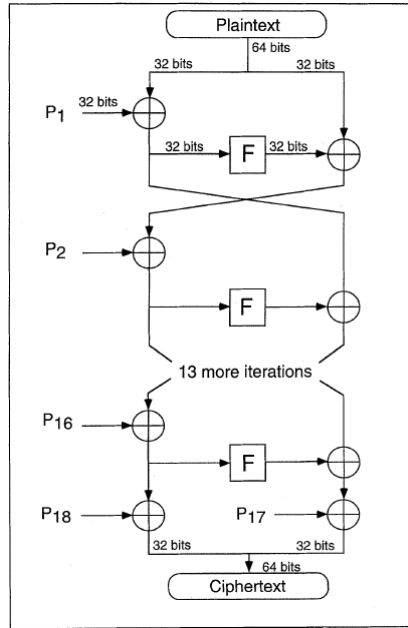 Plaintext
64 bits
32 bits 32 bits
P1 32 bits
32 bits F 32 bits
P2
F
13 more iterations
P16
F
P18 P17
32 bits 32 bits
64 bits
Ciphertext